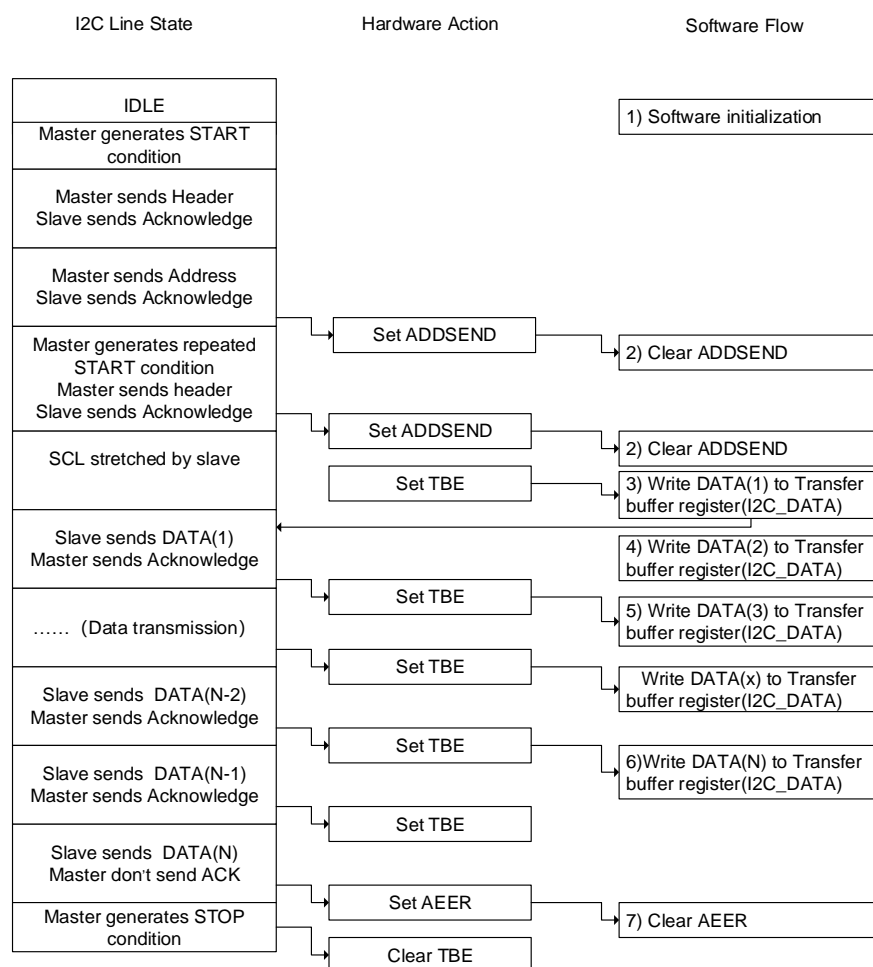 I2C Line State
Hardware Action
Software Flow
IDLE
1) Software initialization
Master generates START
condition
Master sends Header
Slave sends Acknowledge
Master sends Address
Slave sends Acknowledge
Set ADDSEND
2) Clear ADDSEND
Master generates repeated
START condition
Master sends header
Slave sends Acknowledge
Set ADDSEND
2) Clear ADDSEND
SCL stretched by slave
Set TBE
3) Write DATA(1) to Transfer
buffer register(I2C_DATA)
Slave sends DATA(1)
Master sends Acknowledge
4) Write DATA(2) to Transfer
buffer register(I2C_DATA)
Set TBE
5) Write DATA(3) to Transfer
buffer register(I2C_DATA)
…… (Data transmission)
Set TBE
Write DATA(x) to Transfer
buffer register(I2C_DATA)
Slave sends DATA(N-2)
Master sends Acknowledge
Set TBE
6)Write DATA(N) to Transfer
buffer register(I2C_DATA)
Slave sends DATA(N-1)
Master sends Acknowledge
Set TBE
Slave sends DATA(N)
Master don't send ACK
Set AEER
7) Clear AEER
Master generates STOP
condition
Clear TBE